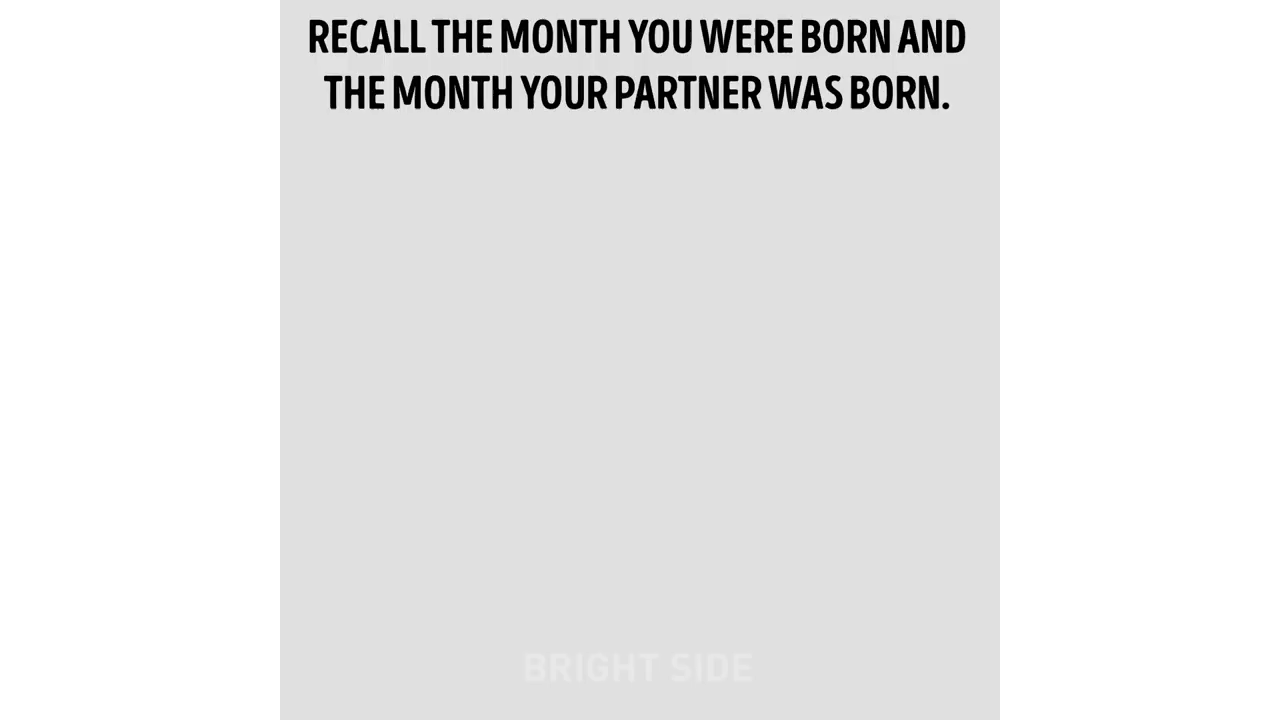 RECALL THE MONTH YOU WERE BORN AND
THE MONTH YOUR PARTNER WAS BORN.
BRIGHT SIDE